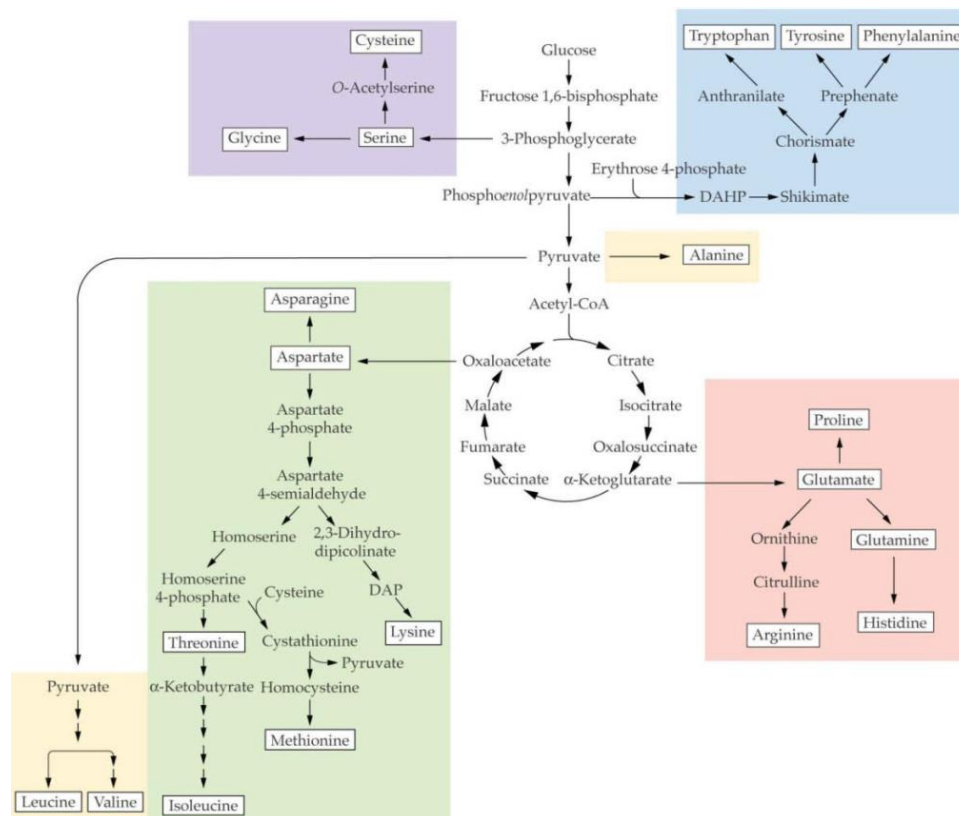 Cysteine
O-Acetylserine
Glycine
Serine
Glucose
Fructose 1,6-bisphosphate
3-Phosphoglycerate
Erythrose 4-phosphate
Phosphoenolpyruvate
Tryptophan
Tyrosine
Phenylalanine
Anthranilate
Prephenate
Chorismate
DAHP
Shikimate
Pyruvate
Alanine
Acetyl-CoA
Oxaloacetate
Citrate
Malate
Isocitrate
Fumarate
Oxalosuccinate
Succinate
α-Ketoglutarate
Asparagine
Aspartate
Aspartate
4-phosphate
Aspartate
4-semialdehyde
Homoserine
2,3-Dihydro-
dipicolinate
Homoserine
4-phosphate
Cysteine
DAP
Threonine
Cystathionine
Lysine
Pyruvate
α-Ketobutyrate
Homocysteine
Methionine
Isoleucine
Pyruvate
Leucine
Valine
Proline
Glutamate
Ornithine
Glutamine
Citrulline
Arginine
Histidine